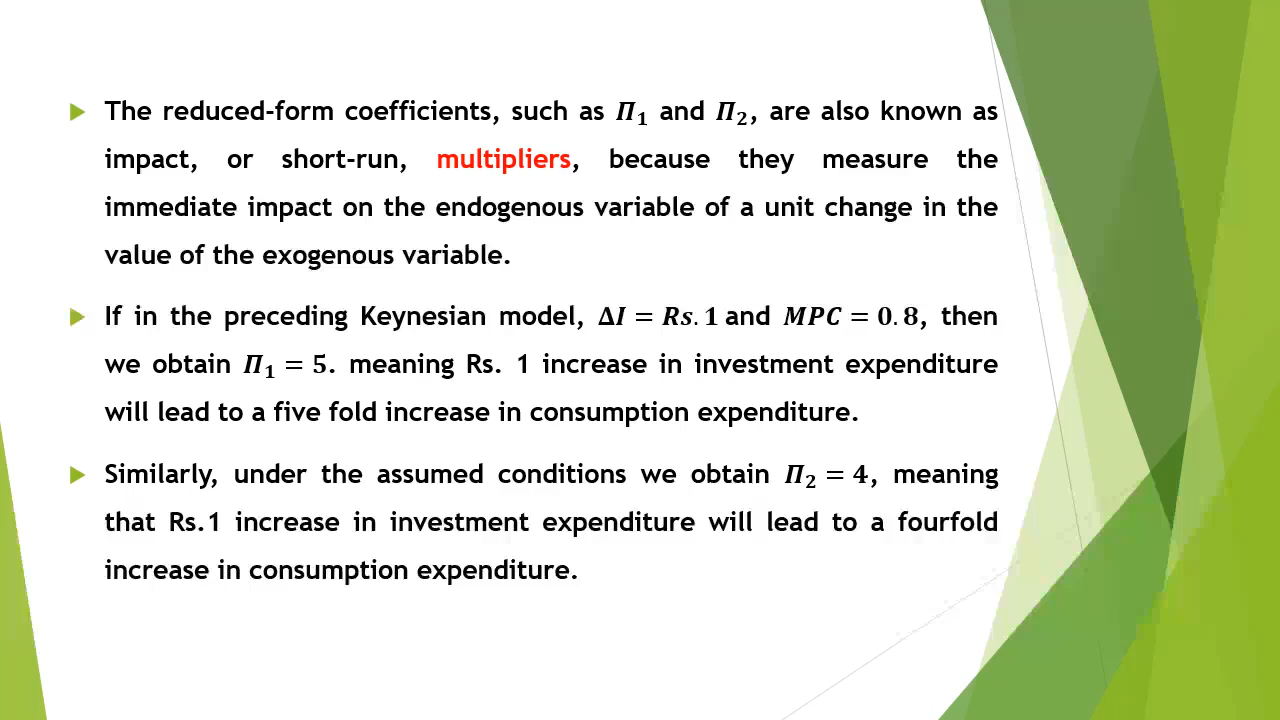 The reduced-form coefficients, such as 𝜫₁ and 𝜫₂, are also known as
impact, or short-run, multipliers, because they measure the
immediate impact on the endogenous variable of a unit change in the
value of the exogenous variable.
If in the preceding Keynesian model, ΔI = Rs. 1 and MPC = 0.8, then
we obtain 𝜫₁ = 5. meaning Rs. 1 increase in investment expenditure
will lead to a five fold increase in consumption expenditure.
Similarly, under the assumed conditions we obtain 𝜫₂ = 4, meaning
that Rs.1 increase in investment expenditure will lead to a fourfold
increase in consumption expenditure.